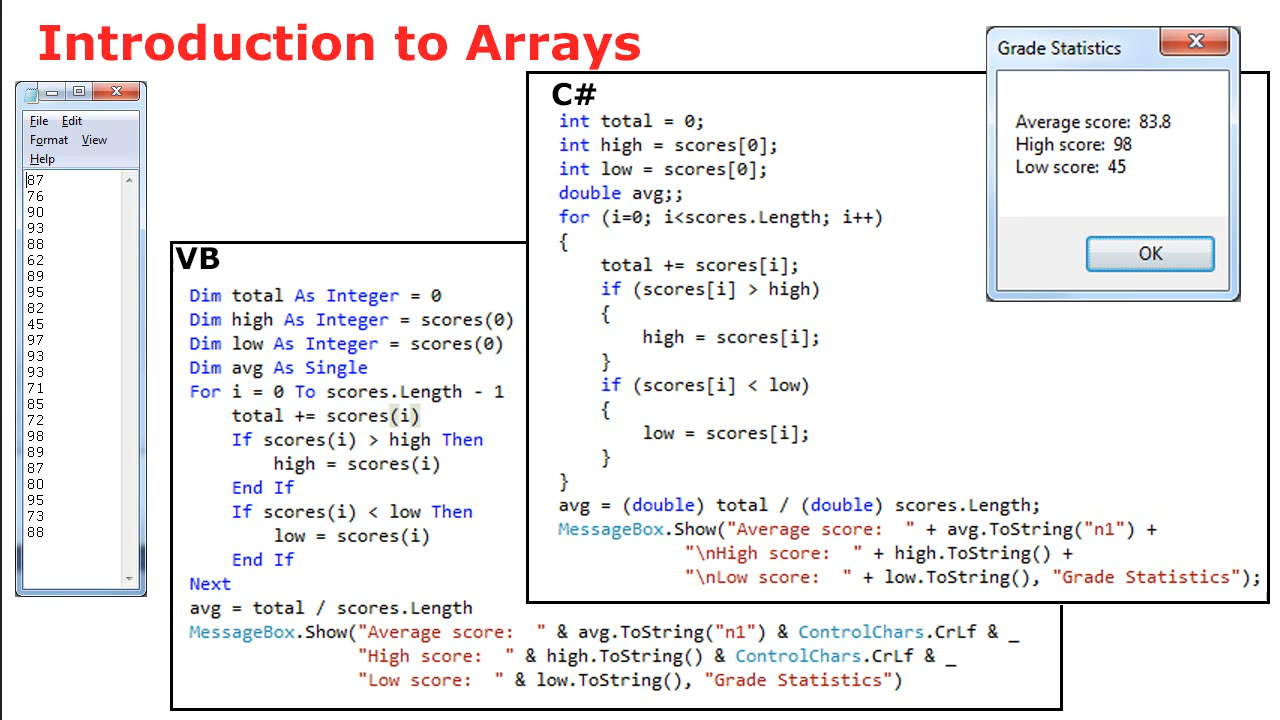 Introduction to Arrays
File Edit
Format View
Help
87
76
90
93
88
62
89
95
82
45
97
93
93
71
85
72
98
89
87
80
95
73
88
VB
Dim total As Integer = 0
Dim high As Integer = scores(0)
Dim low As Integer = scores(0)
Dim avg As Single
For i = 0 To scores.Length - 1
total += scores(i)
If scores(i) > high Then
high = scores(i)
End If
If scores(i) < low Then
low = scores(i)
End If
Next
avg = total / scores.Length
MessageBox.Show("Average score:  " & avg.ToString("n1") & ControlChars.CrLf & _
"High score:  " & high.ToString() & ControlChars.CrLf & _
"Low score:  " & low.ToString(), "Grade Statistics")
C#
int total = 0;
int high = scores[0];
int low = scores[0];
double avg;;
for (i=0; i<scores.Length; i++)
{
total += scores[i];
if (scores[i] > high)
{
high = scores[i];
}
if (scores[i] < low)
{
low = scores[i];
}
}
avg = (double) total / (double) scores.Length;
MessageBox.Show("Average score:  " + avg.ToString("n1") +
"\nHigh score:  " + high.ToString() +
"\nLow score:  " + low.ToString(), "Grade Statistics");
Grade Statistics
Average score: 83.8
High score: 98
Low score: 45
OK